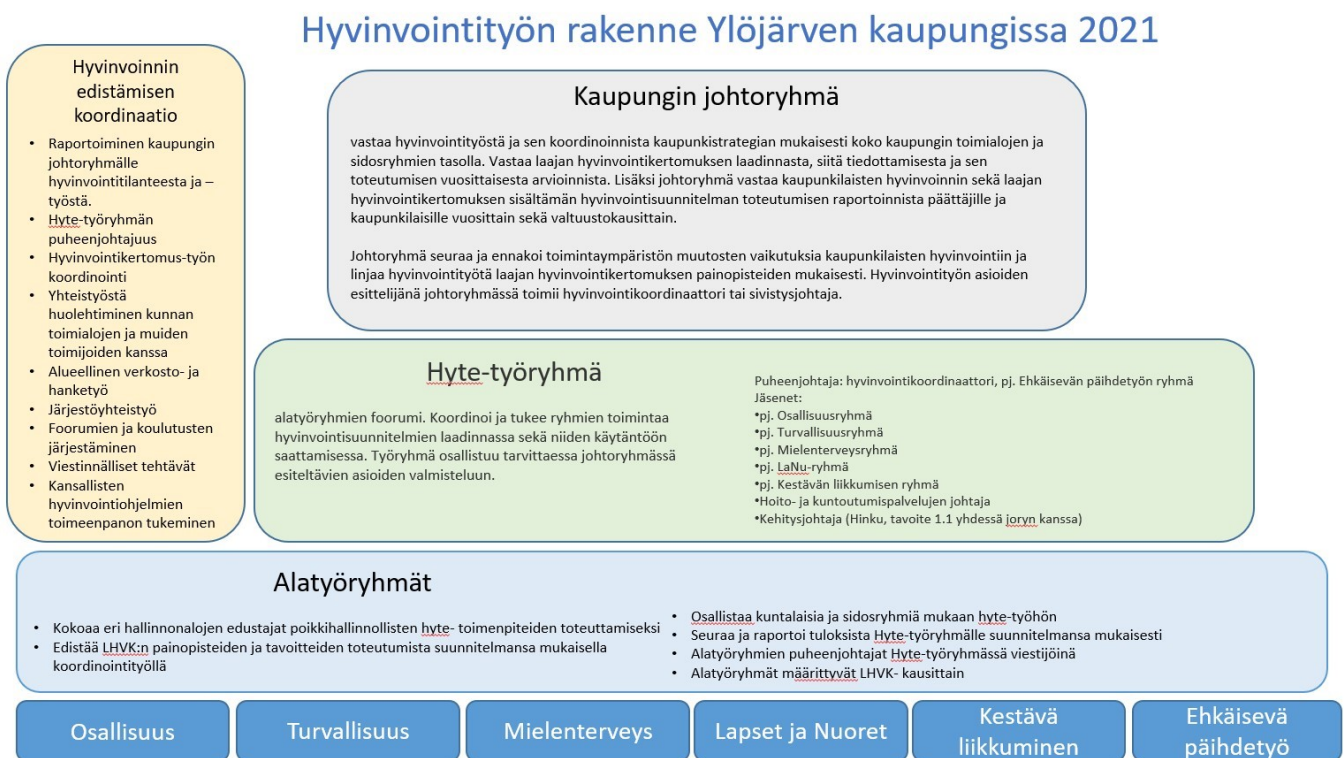 Hyvinvointityön rakenne Ylöjärven kaupungissa 2021
Hyvinvoinnin
edistämisen
koordinaatio
• Raportoiminen kaupungin
johtoryhmälle
hyvinvointitilanteesta ja –
työstä.
• Hyte-työryhmän
puheenjohtajuus
• Hyvinvointikertomus-työn
koordinointi
• Yhteistyöstä
huolehtiminen kunnan
toimialojen ja muiden
toimijoiden kanssa
• Alueellinen verkosto- ja
hanketyö
• Järjestöyhteistyö
• Foorumien ja koulutusten
järjestäminen
• Viestinnälliset tehtävät
• Kansallisten
hyvinvointiohjelmien
toimeenpanon tukeminen
Kaupungin johtoryhmä
vastaa hyvinvointityöstä ja sen koordinoinnista kaupunkistrategian mukaisesti koko kaupungin toimialojen ja
sidosryhmien tasolla. Vastaa laajan hyvinvointikertomuksen laadinnasta, siitä tiedottamisesta ja sen
toteutumisen vuosittaisesta arvioinnista. Lisäksi johtoryhmä vastaa kaupunkilaisten hyvinvoinnin sekä laajan
hyvinvointikertomuksen sisältämän hyvinvointisuunnitelman toteutumisen raportoinnista päättäjille ja
kaupunkilaisille vuosittain sekä valtuustokausittain.
Johtoryhmä seuraa ja ennakoi toimintaympäristön muutosten vaikutuksia kaupunkilaisten hyvinvointiin ja
linjaa hyvinvointityötä laajan hyvinvointikertomuksen painopisteiden mukaisesti. Hyvinvointityön asioiden
esittelijänä johtoryhmässä toimii hyvinvointikoordinaattori tai sivistysjohtaja.
Hyte-työryhmä
alatyöryhmien foorumi. Koordinoi ja tukee ryhmien toimintaa
hyvinvointisuunnitelmien laadinnassa sekä niiden käytäntöön
saattamisessa. Työryhmä osallistuu tarvittaessa johtoryhmässä
esiteltävien asioiden valmisteluun.
Puheenjohtaja: hyvinvointikoordinaattori, pj. Ehkäisevän päihdetyön ryhmä
Jäsenet:
•pj. Osallisuusryhmä
•pj. Turvallisuusryhmä
•pj. Mielenterveysryhmä
•pj. LaNu-ryhmä
•pj. Kestävän liikkumisen ryhmä
•Hoito- ja kuntoutumispalvelujen johtaja
•Kehitysjohtaja (Hinku, tavoite 1.1 yhdessä joryn kanssa)
Alatyöryhmät
• Kokoaa eri hallinnonalojen edustajat poikkihallinnollisten hyte- toimenpiteiden toteuttamiseksi
• Edistää LHVK:n painopisteiden ja tavoitteiden toteutumista suunnitelmansa mukaisella
koordinointityöllä
• Osallistaa kuntalaisia ja sidosryhmiä mukaan hyte-työhön
• Seuraa ja raportoi tuloksista Hyte-työryhmälle suunnitelmansa mukaisesti
• Alatyöryhmien puheenjohtajat Hyte-työryhmässä viestijöinä
• Alatyöryhmät määrittyvät LHVK- kausittain
Osallisuus
Turvallisuus
Mielenterveys
Lapset ja Nuoret
Kestävä
liikkuminen
Ehkäisevä
päihdetyö